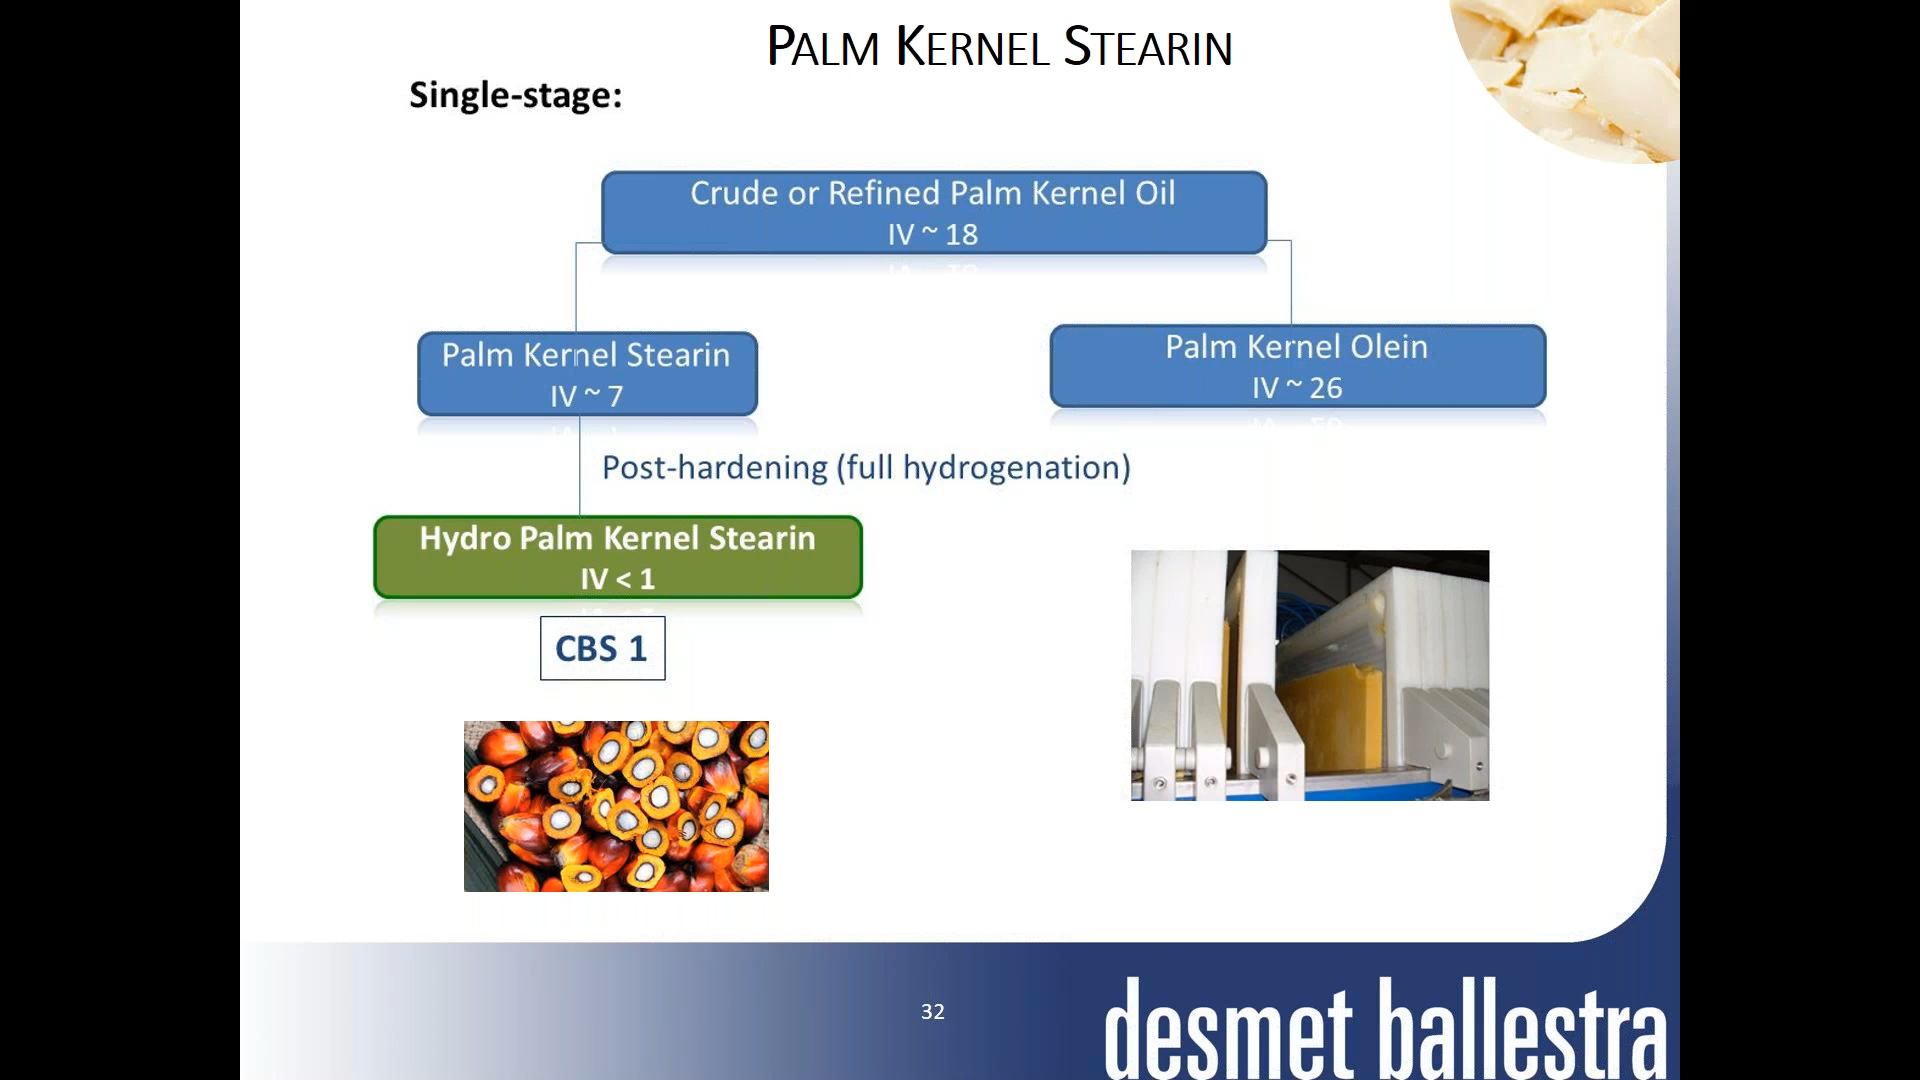 PALM KERNEL STEARIN
Single-stage:
Crude or Refined Palm Kernel Oil
IV ~ 18
Palm Kernel Stearin
IV ~ 7
Palm Kernel Olein
IV ~ 26
Post-hardening (full hydrogenation)
Hydro Palm Kernel Stearin
IV < 1
CBS 1
32
desmet ballestra